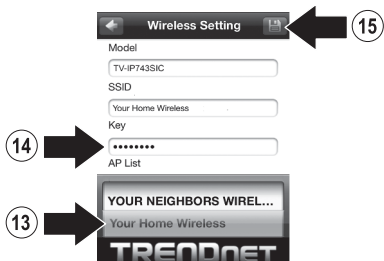 Wireless Setting
15
Model
TV-IP743SIC
SSID
Your Home Wireless
Key
••••••••
14
AP List
YOUR NEIGHBORS WIREL...
13
Your Home Wireless
TRENDNET